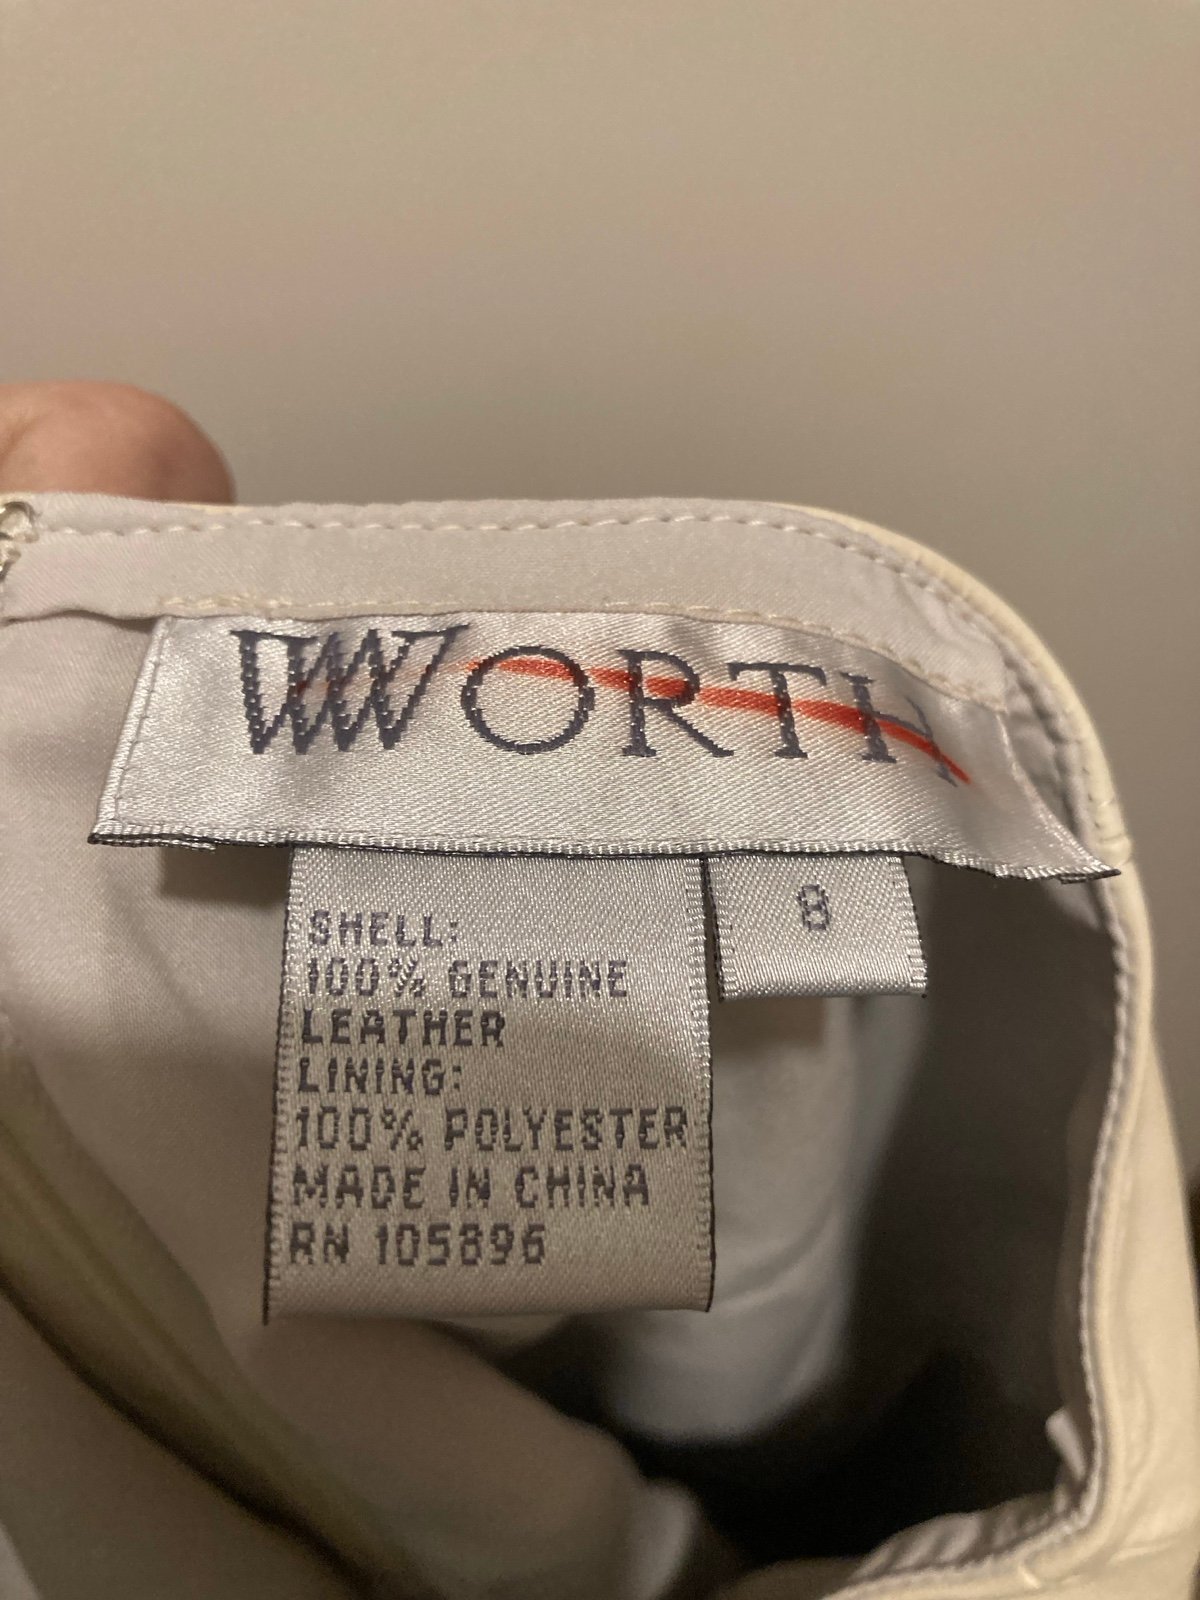 WORTH
8
SHELL:
100% GENUINE
LEATHER
LINING:
100% POLYESTER
MADE IN CHINA
RN 105896